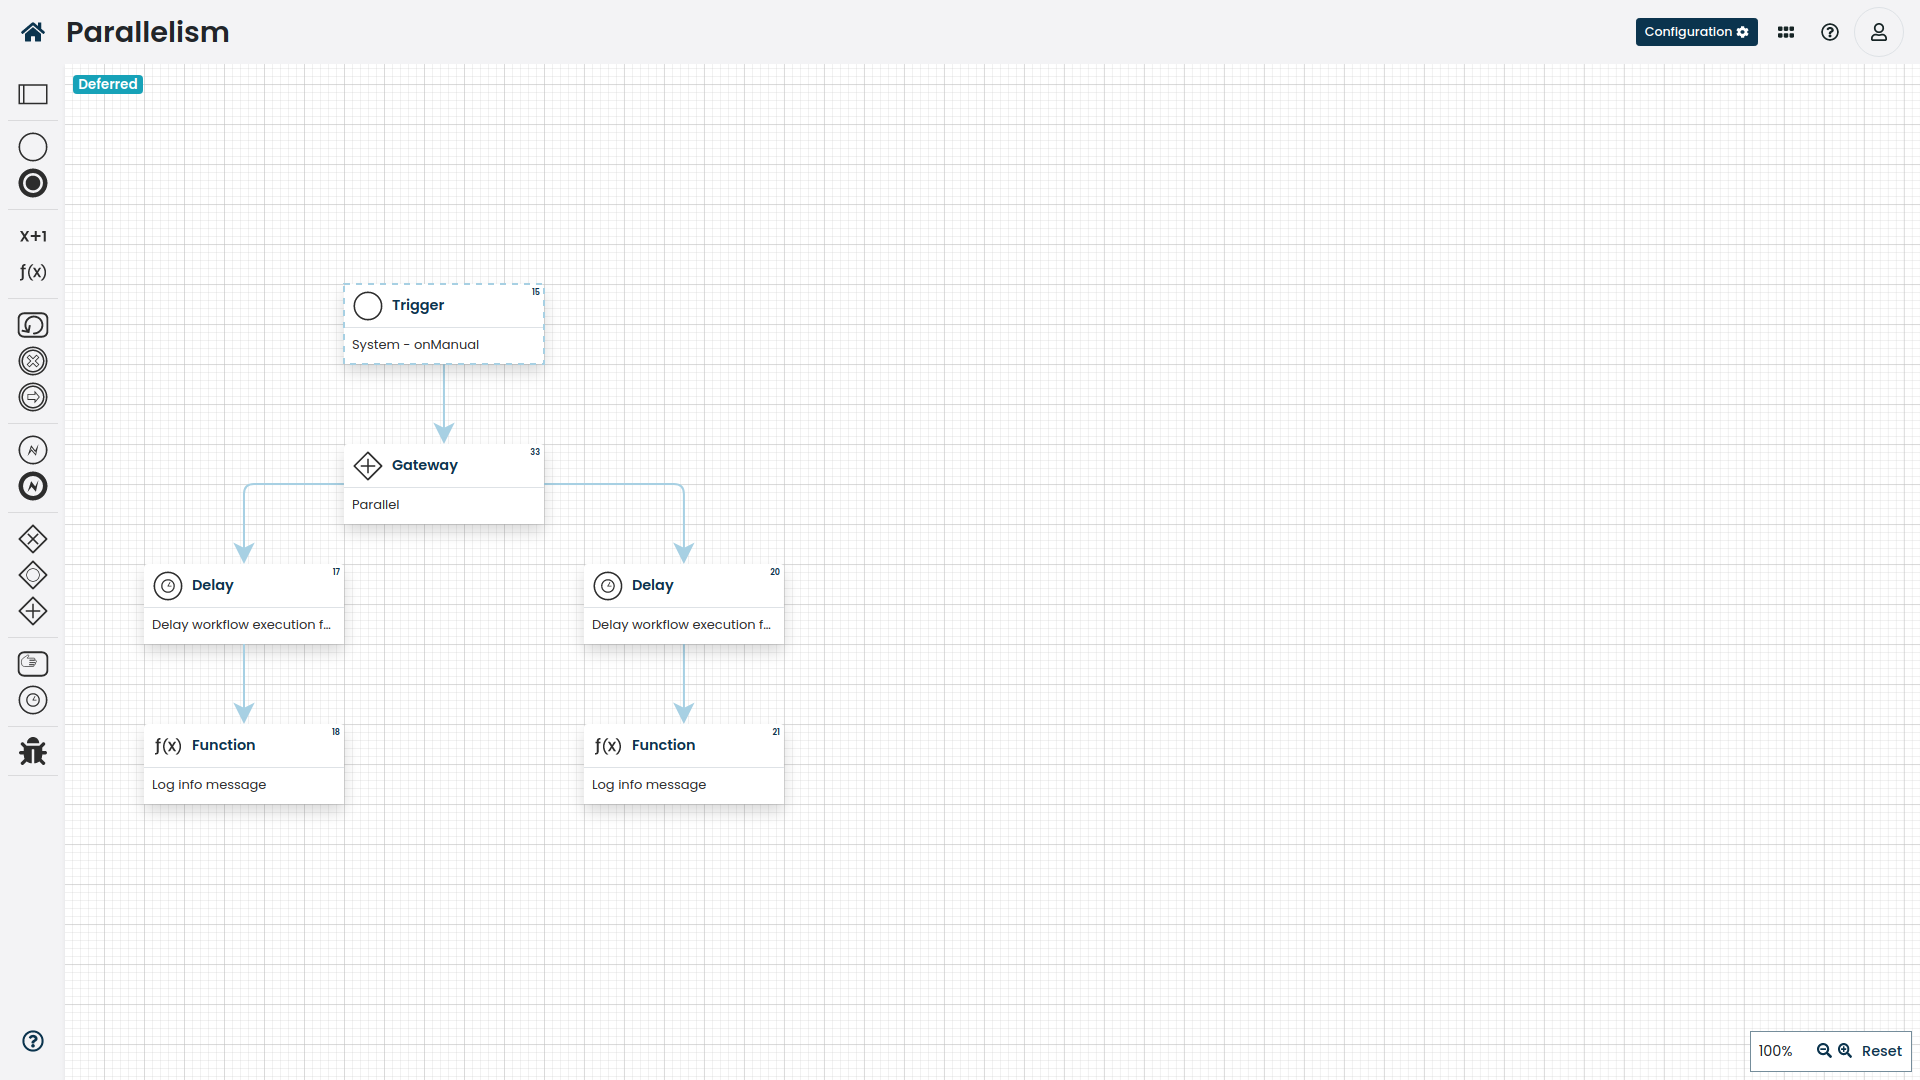 Parallelism
Configuration
Deferred
X+1
ƒ(x)
15
Trigger
System - onManual
33
Gateway
Parallel
17
Delay
Delay workflow execution f...
20
Delay
Delay workflow execution f...
18
ƒ(x) Function
Log info message
21
ƒ(x) Function
Log info message
100% Reset